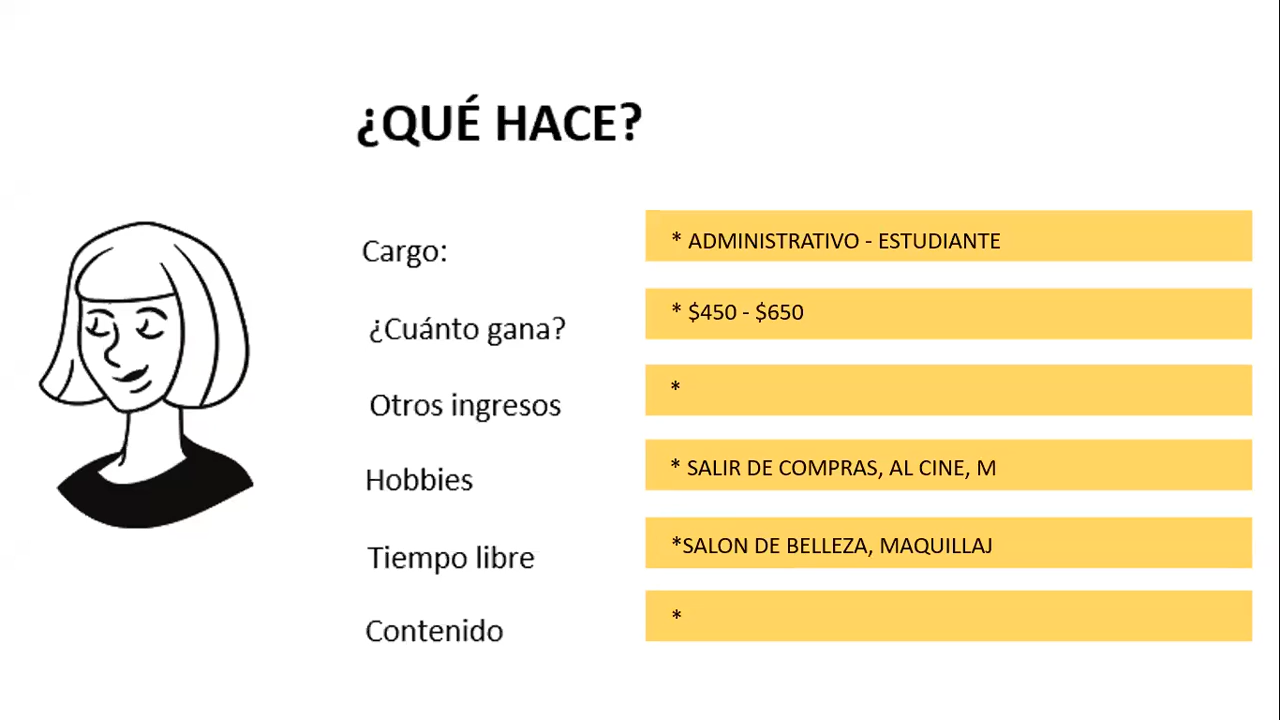 ¿QUÉ HACE?
Cargo: * ADMINISTRATIVO - ESTUDIANTE
¿Cuánto gana? * $450 - $650
Otros ingresos *
Hobbies * SALIR DE COMPRAS, AL CINE, M
Tiempo libre *SALON DE BELLEZA, MAQUILLAJ
Contenido *